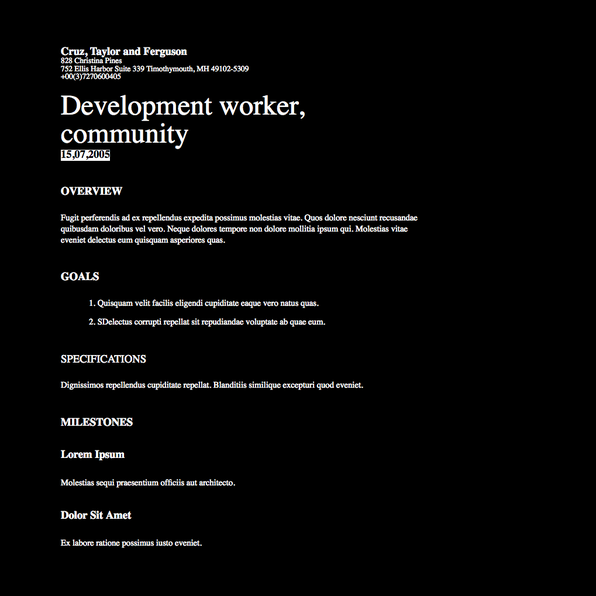 Cruz, Taylor and Ferguson
828 Christina Pines
752 Ellis Harbor Suite 339 Timothymouth, MH 49102-5309
+00(3)7270600405
Development worker,
community
15,07,2005
OVERVIEW
Fugit perferendis ad ex repellendus expedita possimus molestias vitae. Quos dolore nesciunt recusandae
quibusdam doloribus vel vero. Neque dolores tempore non dolore mollitia ipsum qui. Molestias vitae
eveniet delectus eum quisquam asperiores quas.
GOALS
1. Quisquam velit facilis eligendi cupiditate eaque vero natus quas.
2. SDelectus corrupti repellat sit repudiandae voluptate ab quae eum.
SPECIFICATIONS
Dignissimos repellendus cupiditate repellat. Blanditiis similique excepturi quod eveniet.
MILESTONES
Lorem Ipsum
Molestias sequi praesentium officiis aut architecto.
Dolor Sit Amet
Ex labore ratione possimus iusto eveniet.